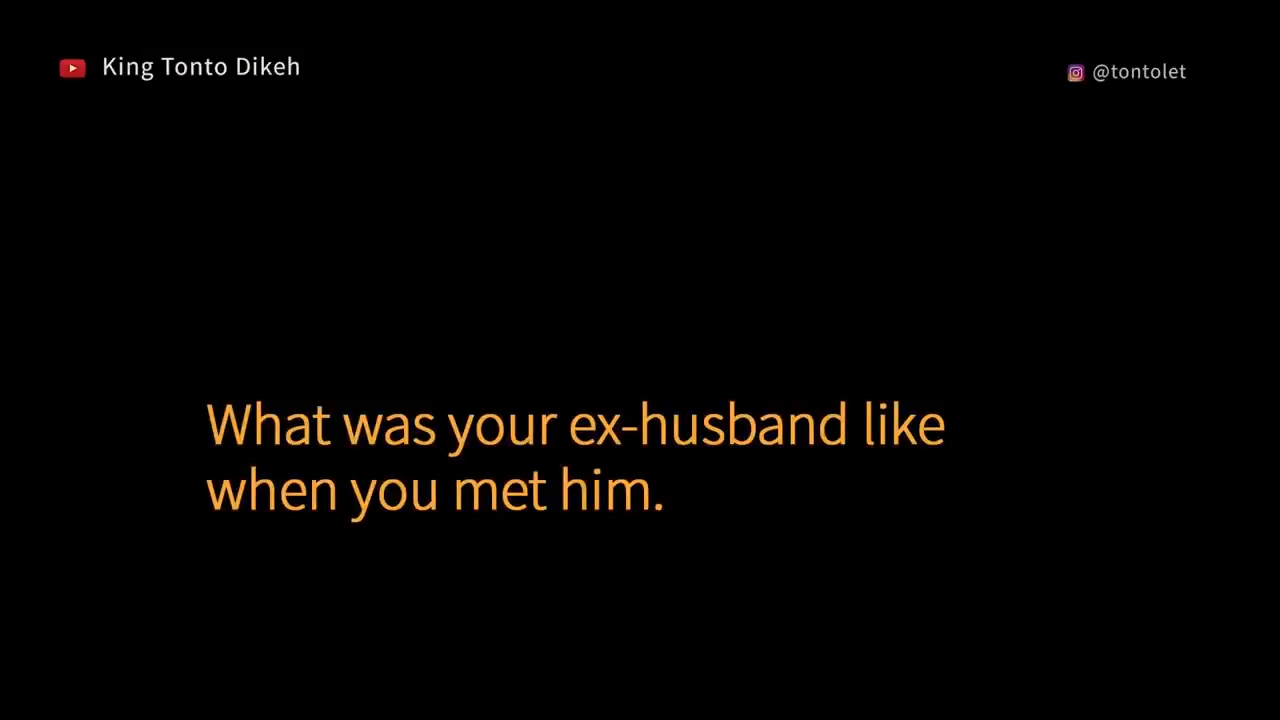 King Tonto Dikeh
@tontolet
What was your ex-husband like
when you met him.